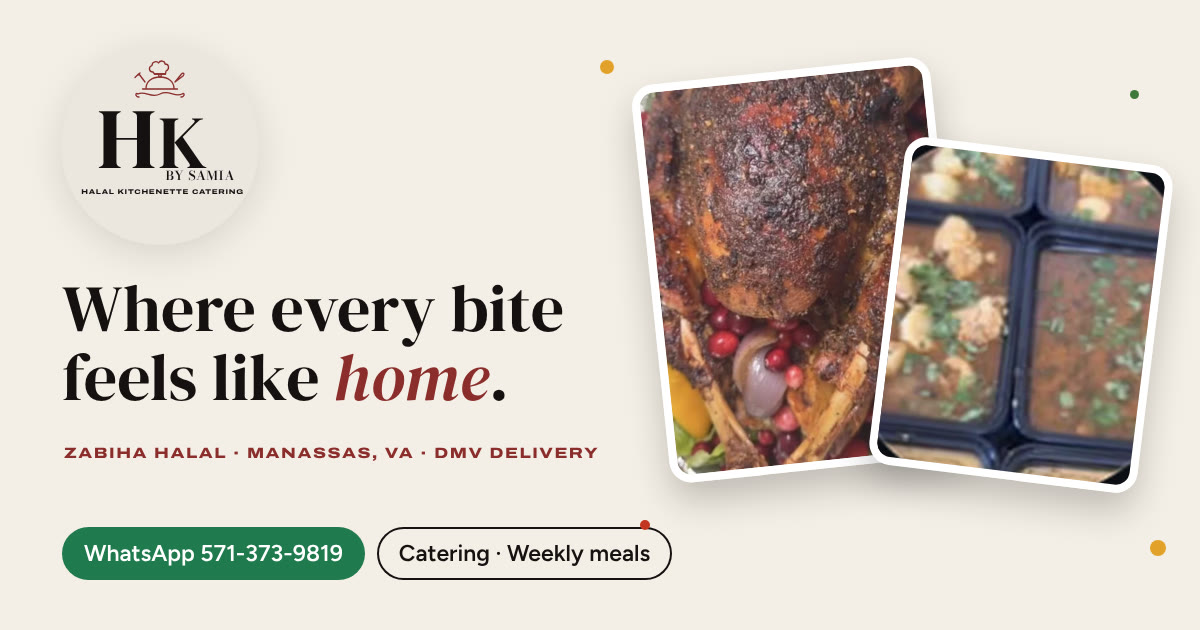 HK
BY SAMIA
HALAL KITCHENETTE CATERING
Where every bite
feels like home.
ZABIHA HALAL · MANASSAS, VA · DMV DELIVERY
WhatsApp 571-373-9819
Catering · Weekly meals